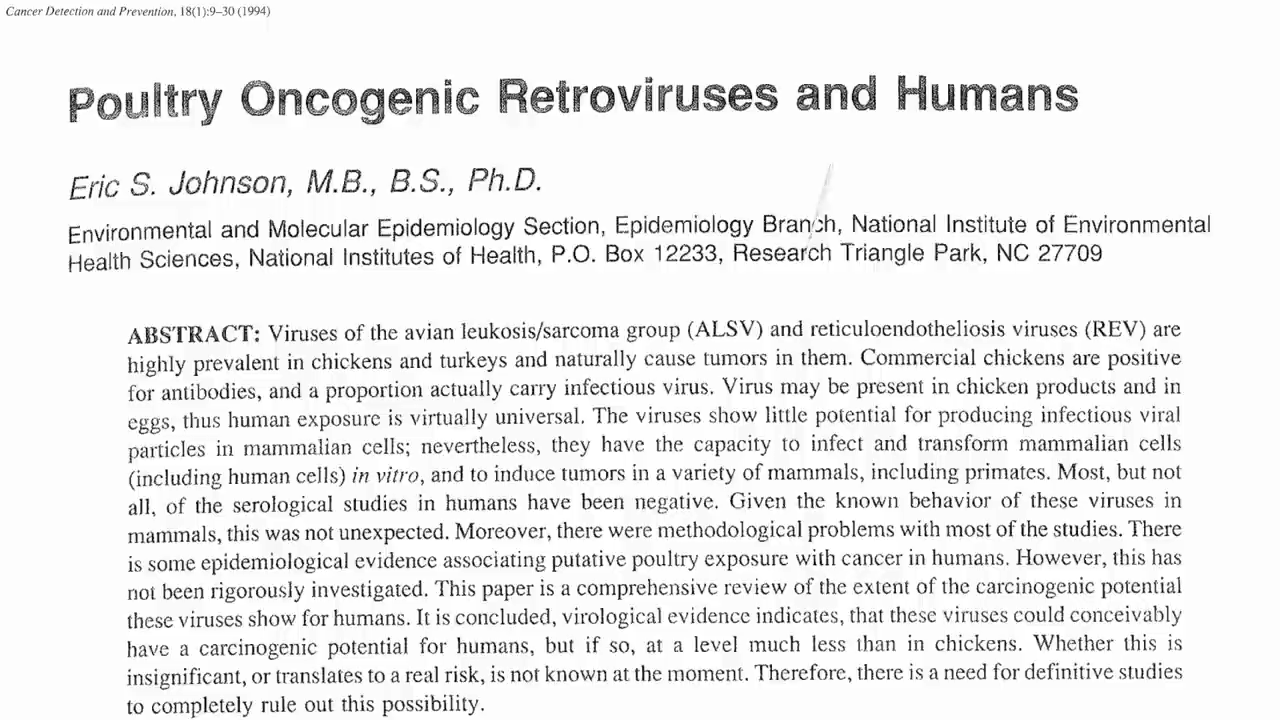 Cancer Detection and Prevention, 18(1):9–30 (1994)
Poultry Oncogenic Retroviruses and Humans
Eric S. Johnson, M.B., B.S., Ph.D.
Environmental and Molecular Epidemiology Section, Epidemiology Branch, National Institute of Environmental
Health Sciences, National Institutes of Health, P.O. Box 12233, Research Triangle Park, NC 27709
ABSTRACT: Viruses of the avian leukosis/sarcoma group (ALSV) and reticuloendotheliosis viruses (REV) are
highly prevalent in chickens and turkeys and naturally cause tumors in them. Commercial chickens are positive
for antibodies, and a proportion actually carry infectious virus. Virus may be present in chicken products and in
eggs, thus human exposure is virtually universal. The viruses show little potential for producing infectious viral
particles in mammalian cells; nevertheless, they have the capacity to infect and transform mammalian cells
(including human cells) in vitro, and to induce tumors in a variety of mammals, including primates. Most, but not
all, of the serological studies in humans have been negative. Given the known behavior of these viruses in
mammals, this was not unexpected. Moreover, there were methodological problems with most of the studies. There
is some epidemiological evidence associating putative poultry exposure with cancer in humans. However, this has
not been rigorously investigated. This paper is a comprehensive review of the extent of the carcinogenic potential
these viruses show for humans. It is concluded, virological evidence indicates, that these viruses could conceivably
have a carcinogenic potential for humans, but if so, at a level much less than in chickens. Whether this is
insignificant, or translates to a real risk, is not known at the moment. Therefore, there is a need for definitive studies
to completely rule out this possibility.